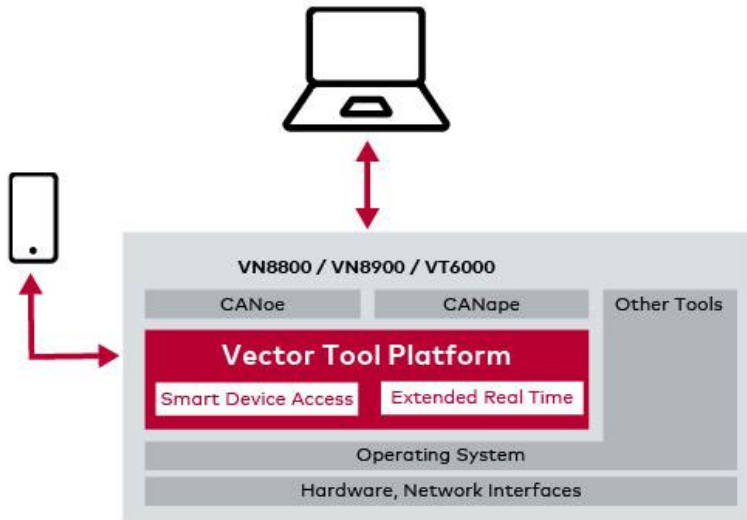 VN8800 / VN8900 / VT6000
CANoe
CANape
Other Tools
Vector Tool Platform
Smart Device Access
Extended Real Time
Operating System
Hardware, Network Interfaces